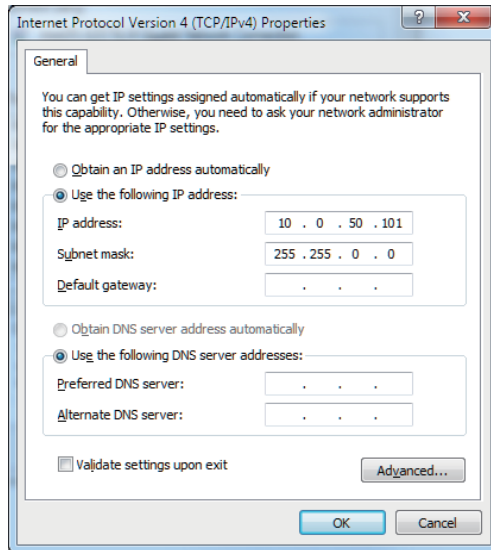 Internet Protocol Version 4 (TCP/IPv4) Properties
?
X
General
You can get IP settings assigned automatically if your network supports
this capability. Otherwise, you need to ask your network administrator
for the appropriate IP settings.
Obtain an IP address automatically
Use the following IP address:
IP address: 10 . 0 . 50 . 101
Subnet mask: 255 . 255 . 0 . 0
Default gateway: . . .
Obtain DNS server address automatically
Use the following DNS server addresses:
Preferred DNS server: . . .
Alternate DNS server: . . .
Validate settings upon exit
Advanced...
OK Cancel